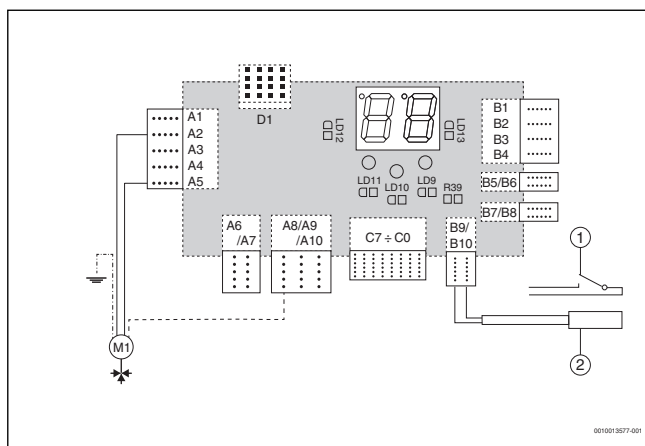 D1
A1
A2
A3
A4
A5
LD12
LD13
B1
B2
B3
B4
LD11
LD10
LD9
R39
B5/B6
B7/B8
A6
/A7
A8/A9
/A10
C7 ÷ C0
B9/
B10
1
M1
2
0010013577-001